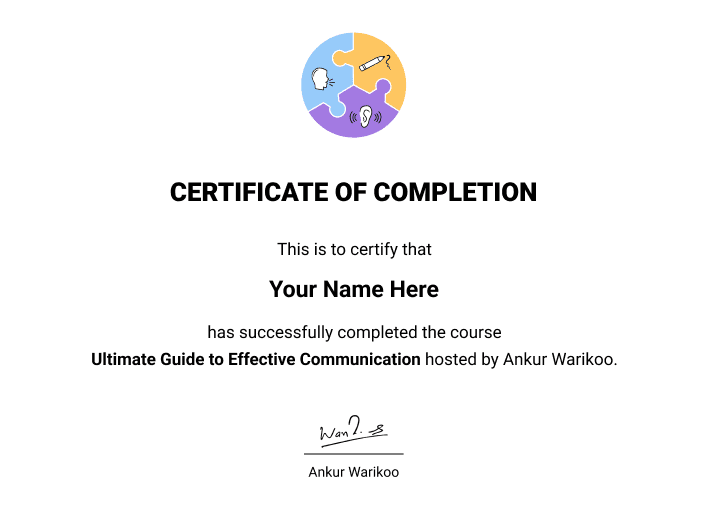 CERTIFICATE OF COMPLETION
This is to certify that
Your Name Here
has successfully completed the course
Ultimate Guide to Effective Communication hosted by Ankur Warikoo.
Ankur Warikoo